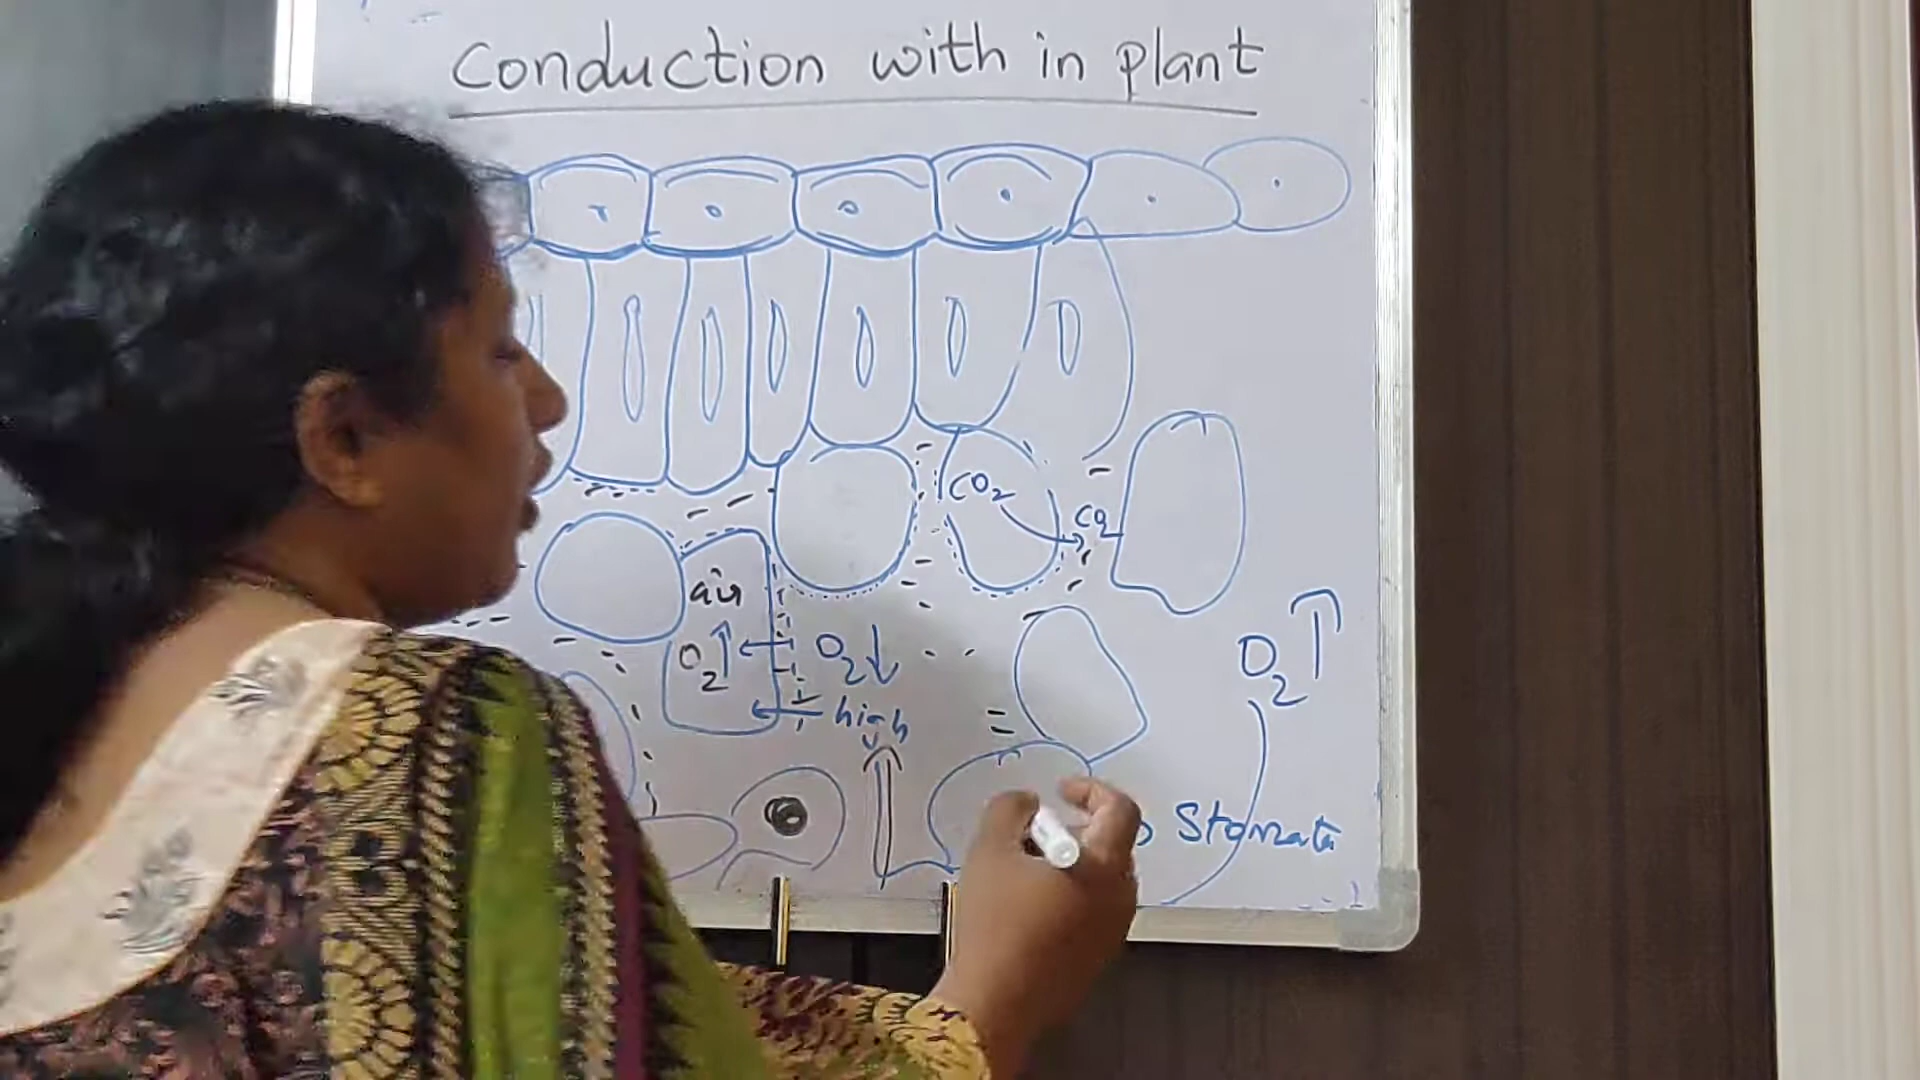 Conduction with in plant
CO2
CO2
air
O2↑ ← O2↓
O2↑
← high
Stomata